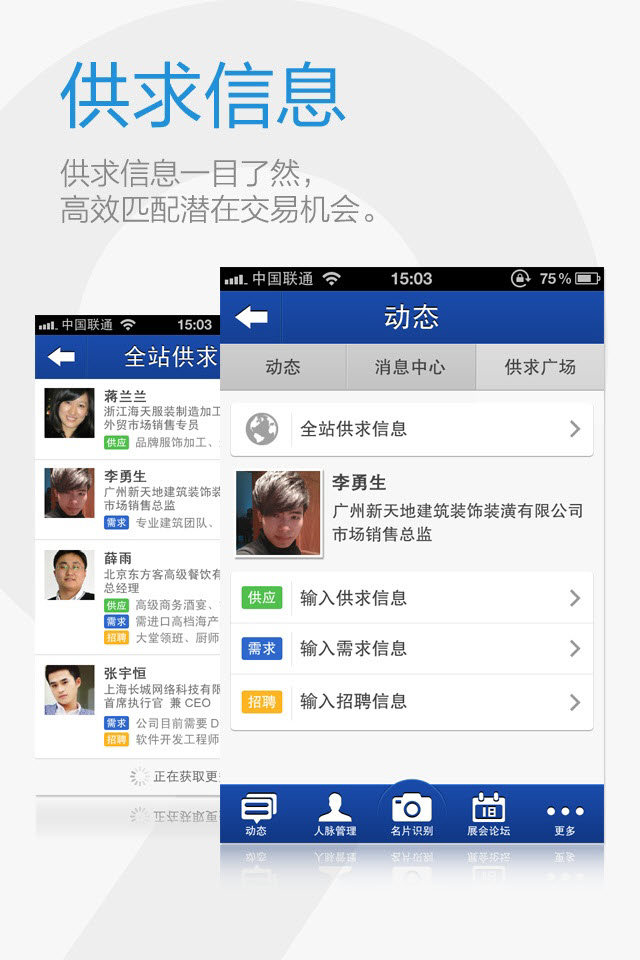 供求信息
供求信息一目了然，
高效匹配潜在交易机会。
中国联通 15:03
全站供求
蒋兰兰
浙江海天服装制造加工
外贸市场销售专员
供应 品牌服饰加工、
李勇生
广州新天地建筑装饰装
市场销售总监
需求 专业建筑团队、
薛雨
北京东方客高级餐饮有
总经理
供应 高级商务酒宴、
需求 需进口高档海产
招聘 大堂领班、厨师
张宇恒
上海长城网络科技有限
首席执行官 兼 CEO
需求 公司目前需要 D
招聘 软件开发工程师
正在获取更
中国联通 15:03 75%
动态
动态 消息中心 供求广场
全站供求信息
李勇生
广州新天地建筑装饰装潢有限公司
市场销售总监
供应 输入供求信息
需求 输入需求信息
招聘 输入招聘信息
18
动态 人脉管理 名片识别 展会论坛 更多